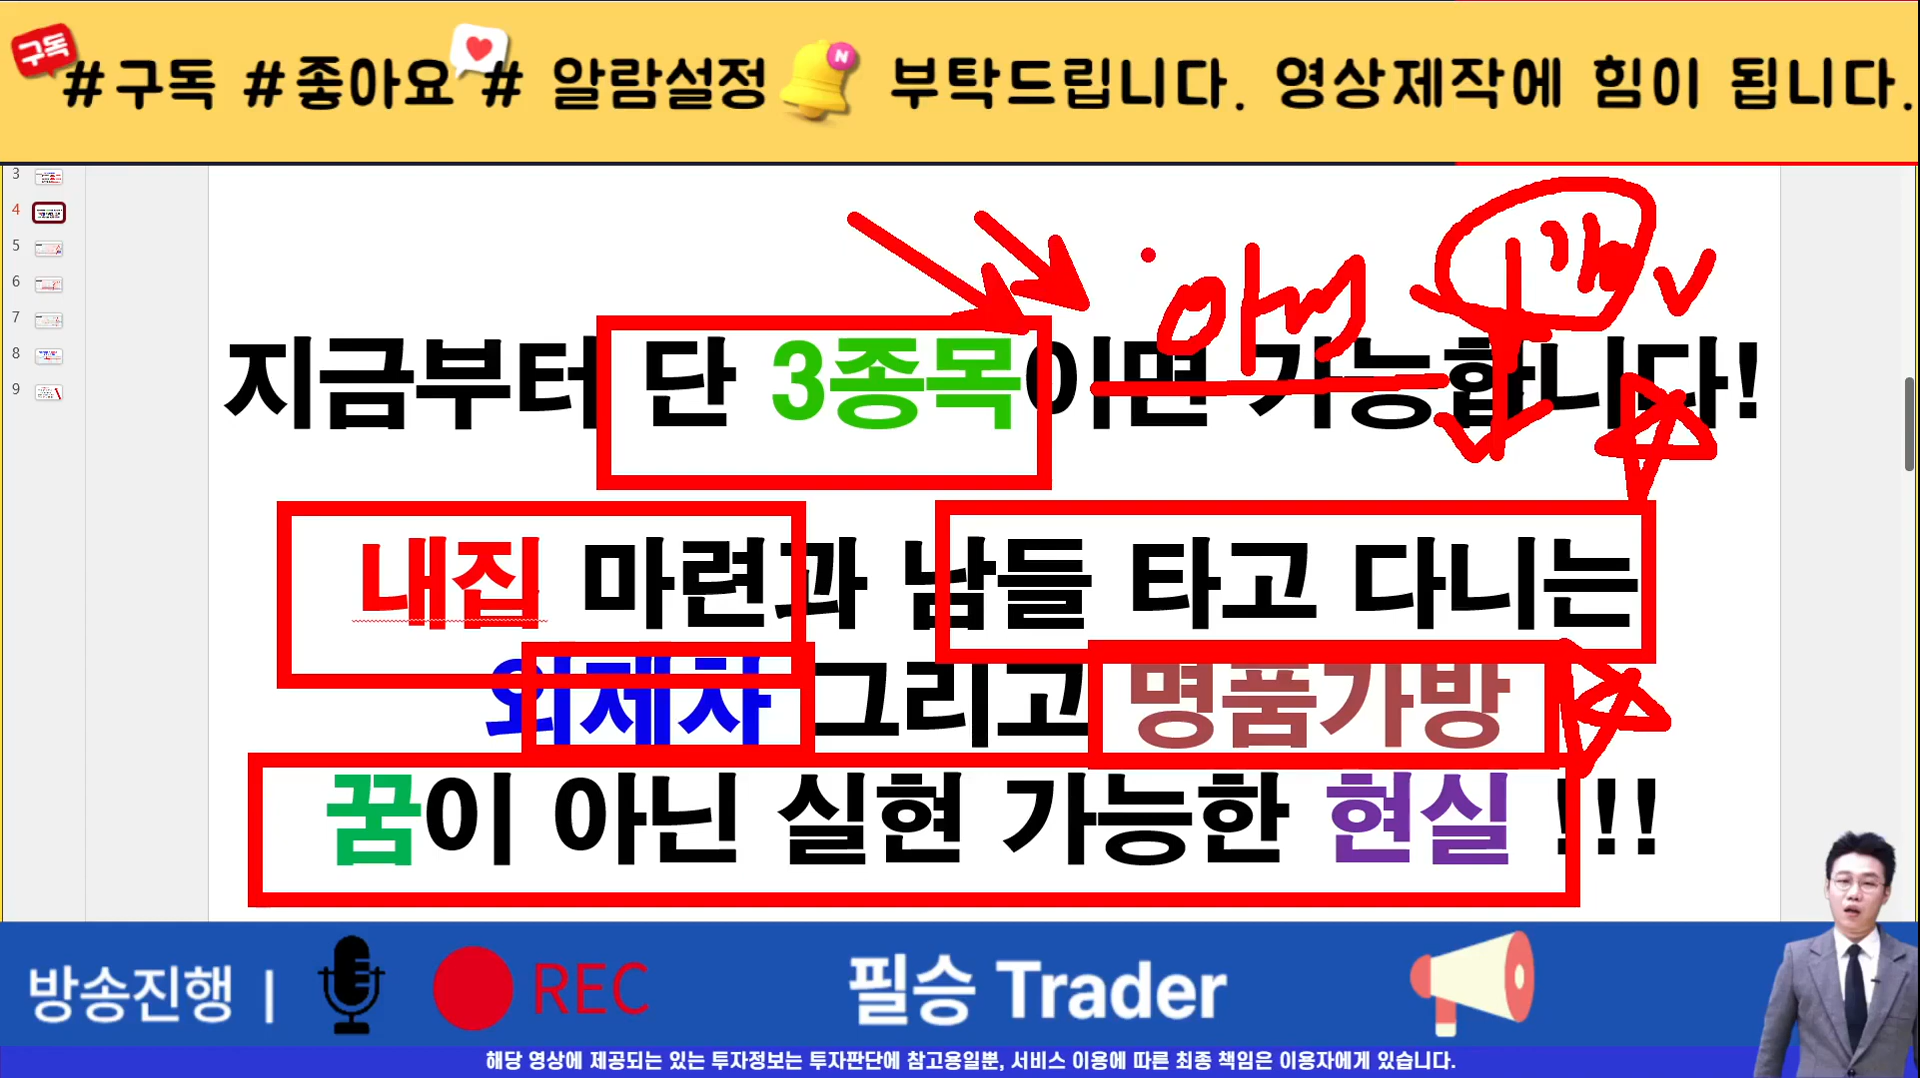 구독
#구독 #좋아요 # 알람설정 N 부탁드립니다. 영상제작에 힘이 됩니다.
3
4
5
6
7
8
9
지금부터 단 3종목이면 가능합니다!
내집 마련과 남들 타고 다니는
외제차 그리고 명품가방
꿈이 아닌 실현 가능한 현실 !!!
방송진행 | REC 필승 Trader
해당 영상에 제공되는 있는 투자정보는 투자판단에 참고용일뿐, 서비스 이용에 따른 최종 책임은 이용자에게 있습니다.